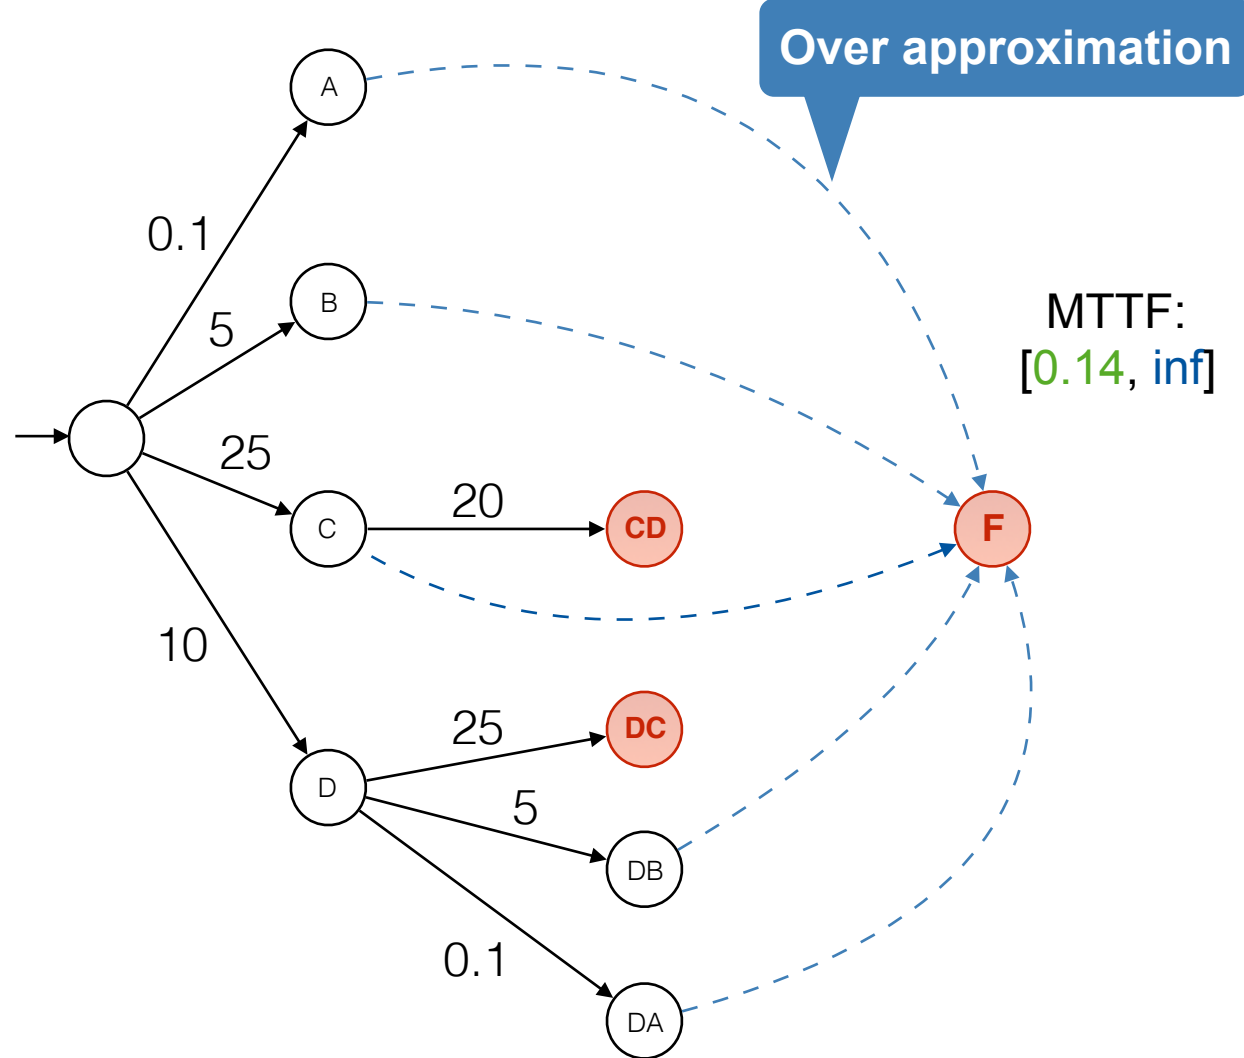 Over approximation
A
0.1
B
5
MTTF:
[0.14, inf]
25
C
20
CD
F
10
D
25
DC
5
DB
0.1
DA